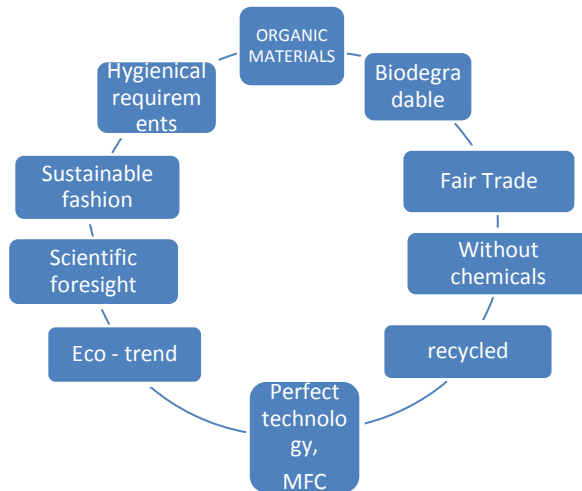 ORGANIC
MATERIALS
Biodegra
dable
Fair Trade
Without
chemicals
recycled
Perfect
technolo
gy,
MFC
Eco - trend
Scientific
foresight
Sustainable
fashion
Hygienical
requirem
ents